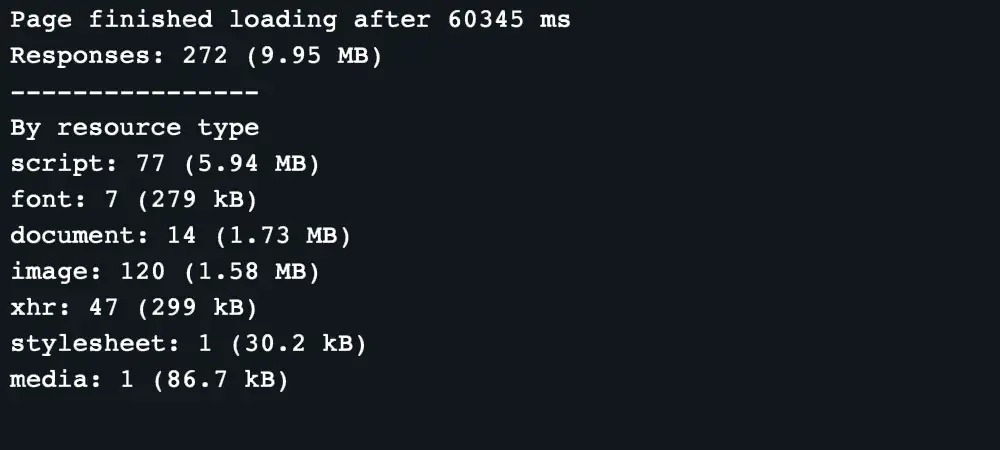 Page finished loading after 60345 ms
Responses: 272 (9.95 MB)
----------------
By resource type
script: 77 (5.94 MB)
font: 7 (279 kB)
document: 14 (1.73 MB)
image: 120 (1.58 MB)
xhr: 47 (299 kB)
stylesheet: 1 (30.2 kB)
media: 1 (86.7 kB)